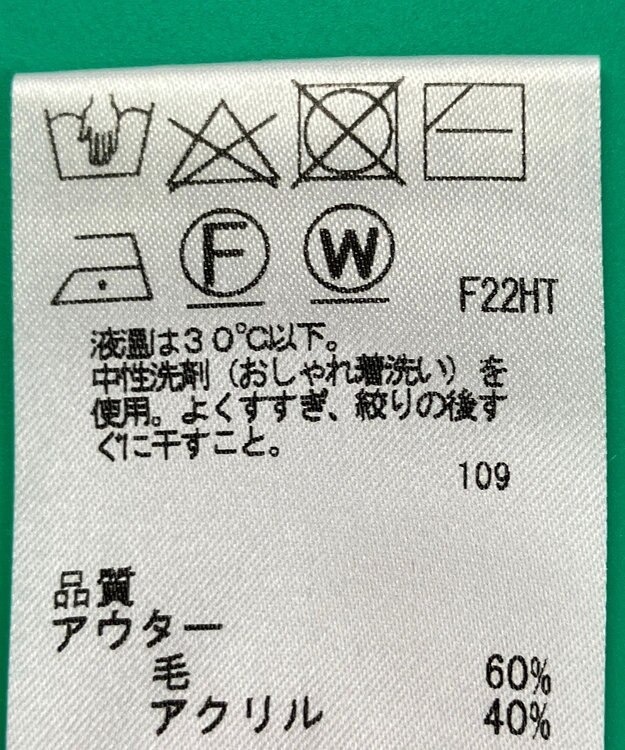 F W F22HT
液温は30℃以下。
中性洗剤（おしゃれ着洗い）を
使用。よくすすぎ、絞りの後す
ぐに干すこと。
109
品質
アウター
毛 60%
アクリル 40%